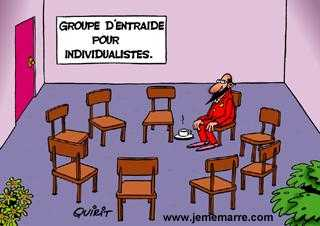 GROUPE D'ENTRAIDE
POUR
INDIVIDUALISTES.
QUIRIT
www.jememarre.com